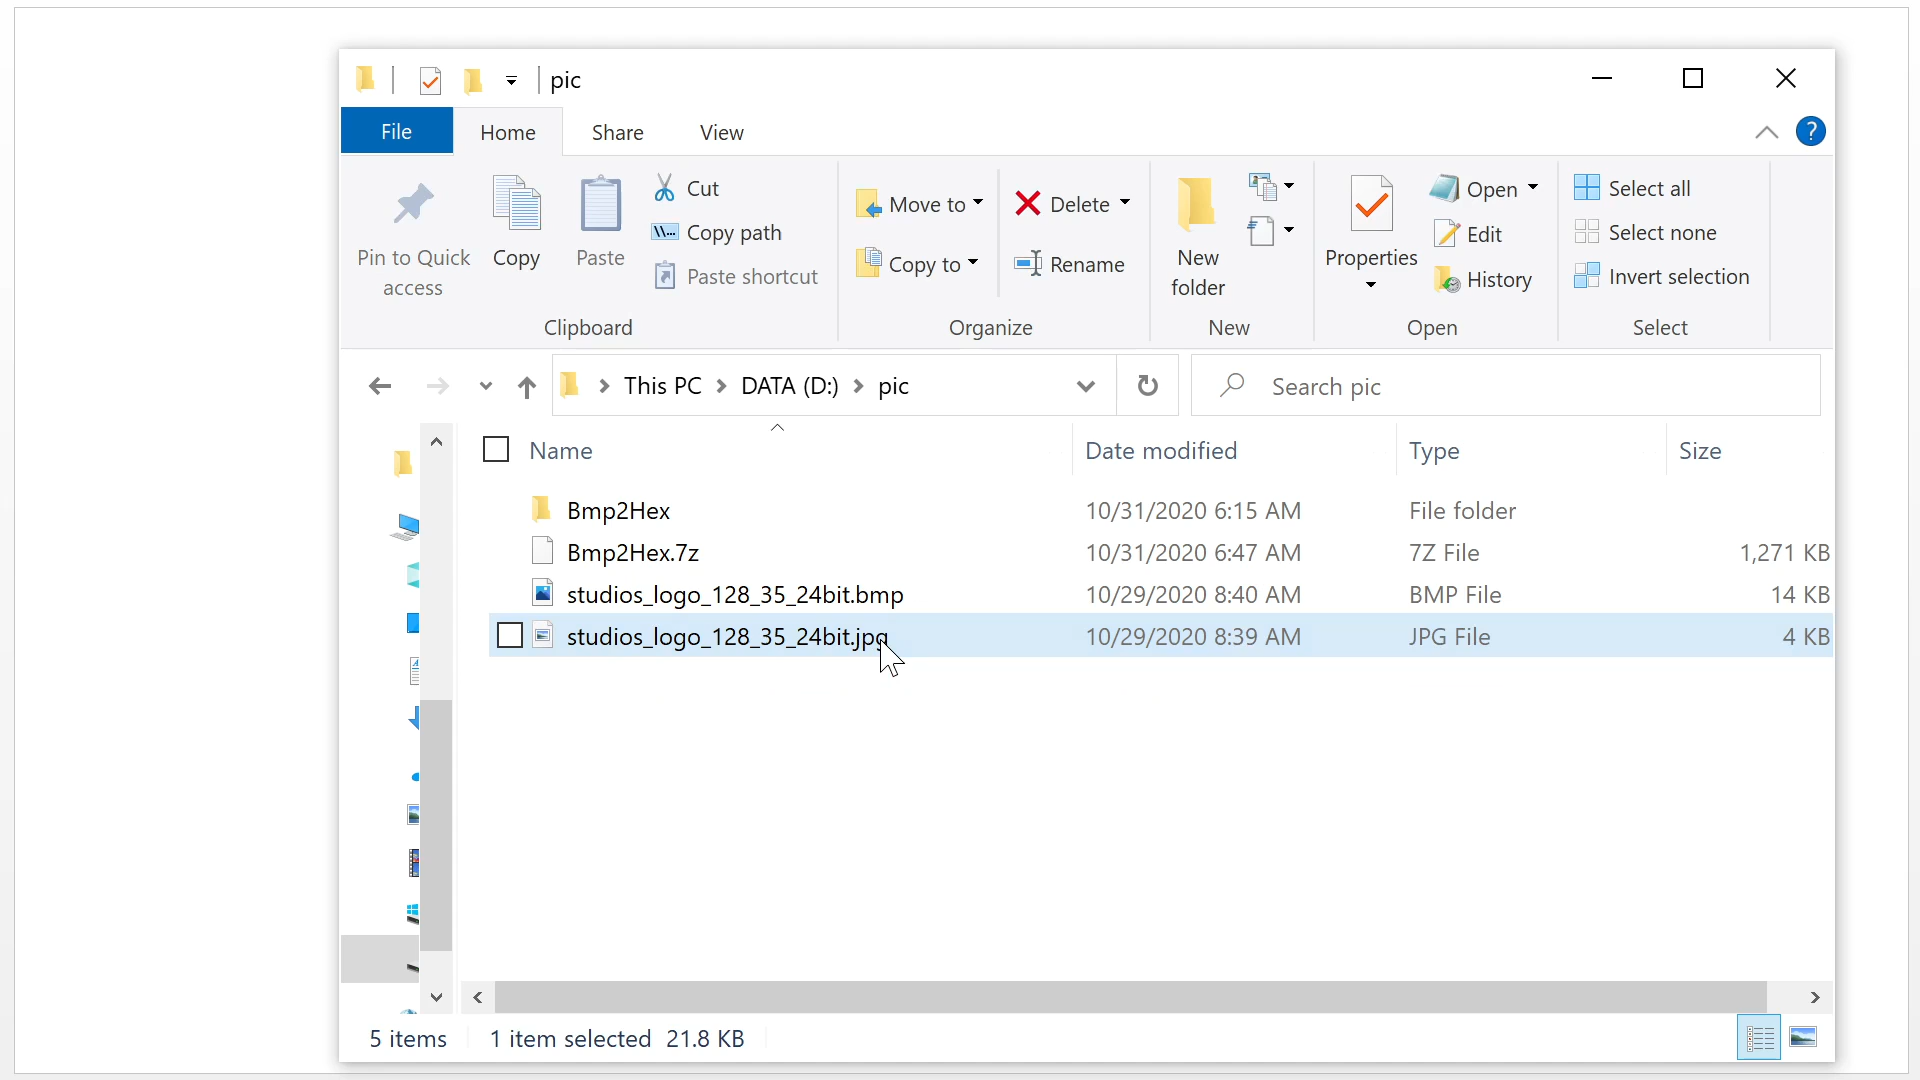 pic
File Home Share View
?
Pin to Quick access
Copy
Paste
Cut
Copy path
Paste shortcut
Clipboard
Move to
Copy to
Delete
Rename
Organize
New folder
New
Properties
Open
Edit
History
Open
Select all
Select none
Invert selection
Select
This PC DATA (D:) pic
Search pic
Name Date modified Type Size
Bmp2Hex 10/31/2020 6:15 AM File folder
Bmp2Hex.7z 10/31/2020 6:47 AM 7Z File 1,271 KB
studios_logo_128_35_24bit.bmp 10/29/2020 8:40 AM BMP File 14 KB
studios_logo_128_35_24bit.jpg 10/29/2020 8:39 AM JPG File 4 KB
5 items 1 item selected 21.8 KB